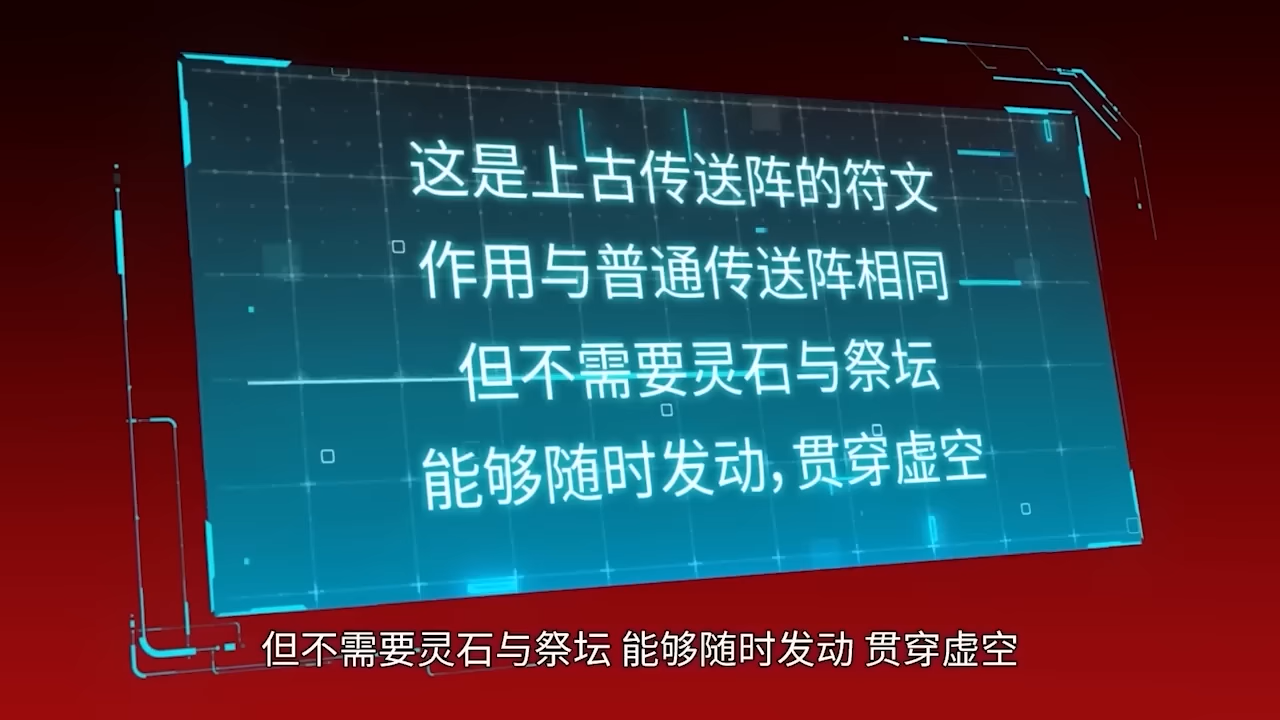 这是上古传送阵的符文
作用与普通传送阵相同
但不需要灵石与祭坛
能够随时发动,贯穿虚空
但不需要灵石与祭坛 能够随时发动 贯穿虚空